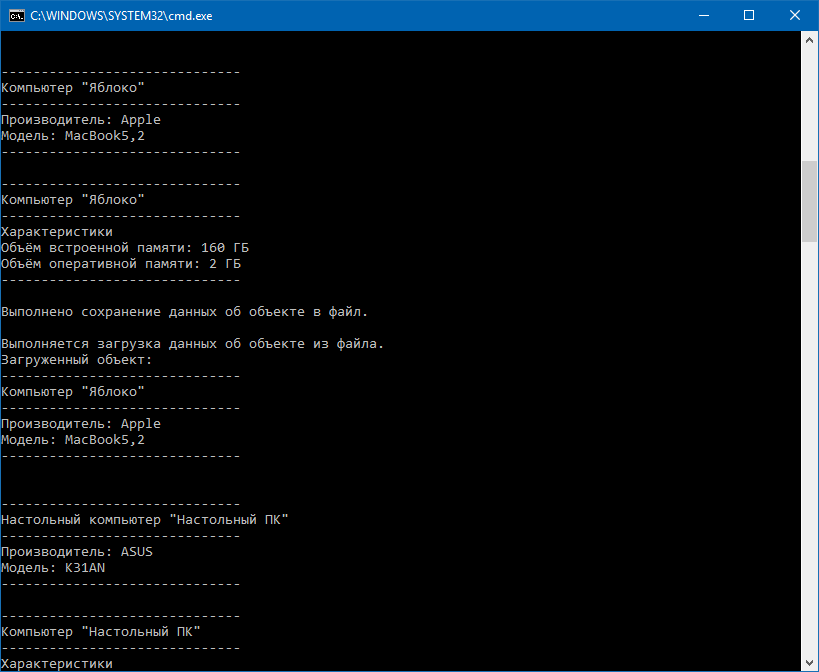 C:\WINDOWS\SYSTEM32\cmd.exe
------------------------------
Компьютер "Яблоко"
------------------------------
Производитель: Apple
Модель: MacBook5,2
------------------------------
------------------------------
Компьютер "Яблоко"
------------------------------
Характеристики
Объём встроенной памяти: 160 ГБ
Объём оперативной памяти: 2 ГБ
------------------------------
Выполнено сохранение данных об объекте в файл.
Выполняется загрузка данных об объекте из файла.
Загруженный объект:
------------------------------
Компьютер "Яблоко"
------------------------------
Производитель: Apple
Модель: MacBook5,2
------------------------------
------------------------------
Настольный компьютер "Настольный ПК"
------------------------------
Производитель: ASUS
Модель: K31AN
------------------------------
------------------------------
Компьютер "Настольный ПК"
------------------------------
Характеристики